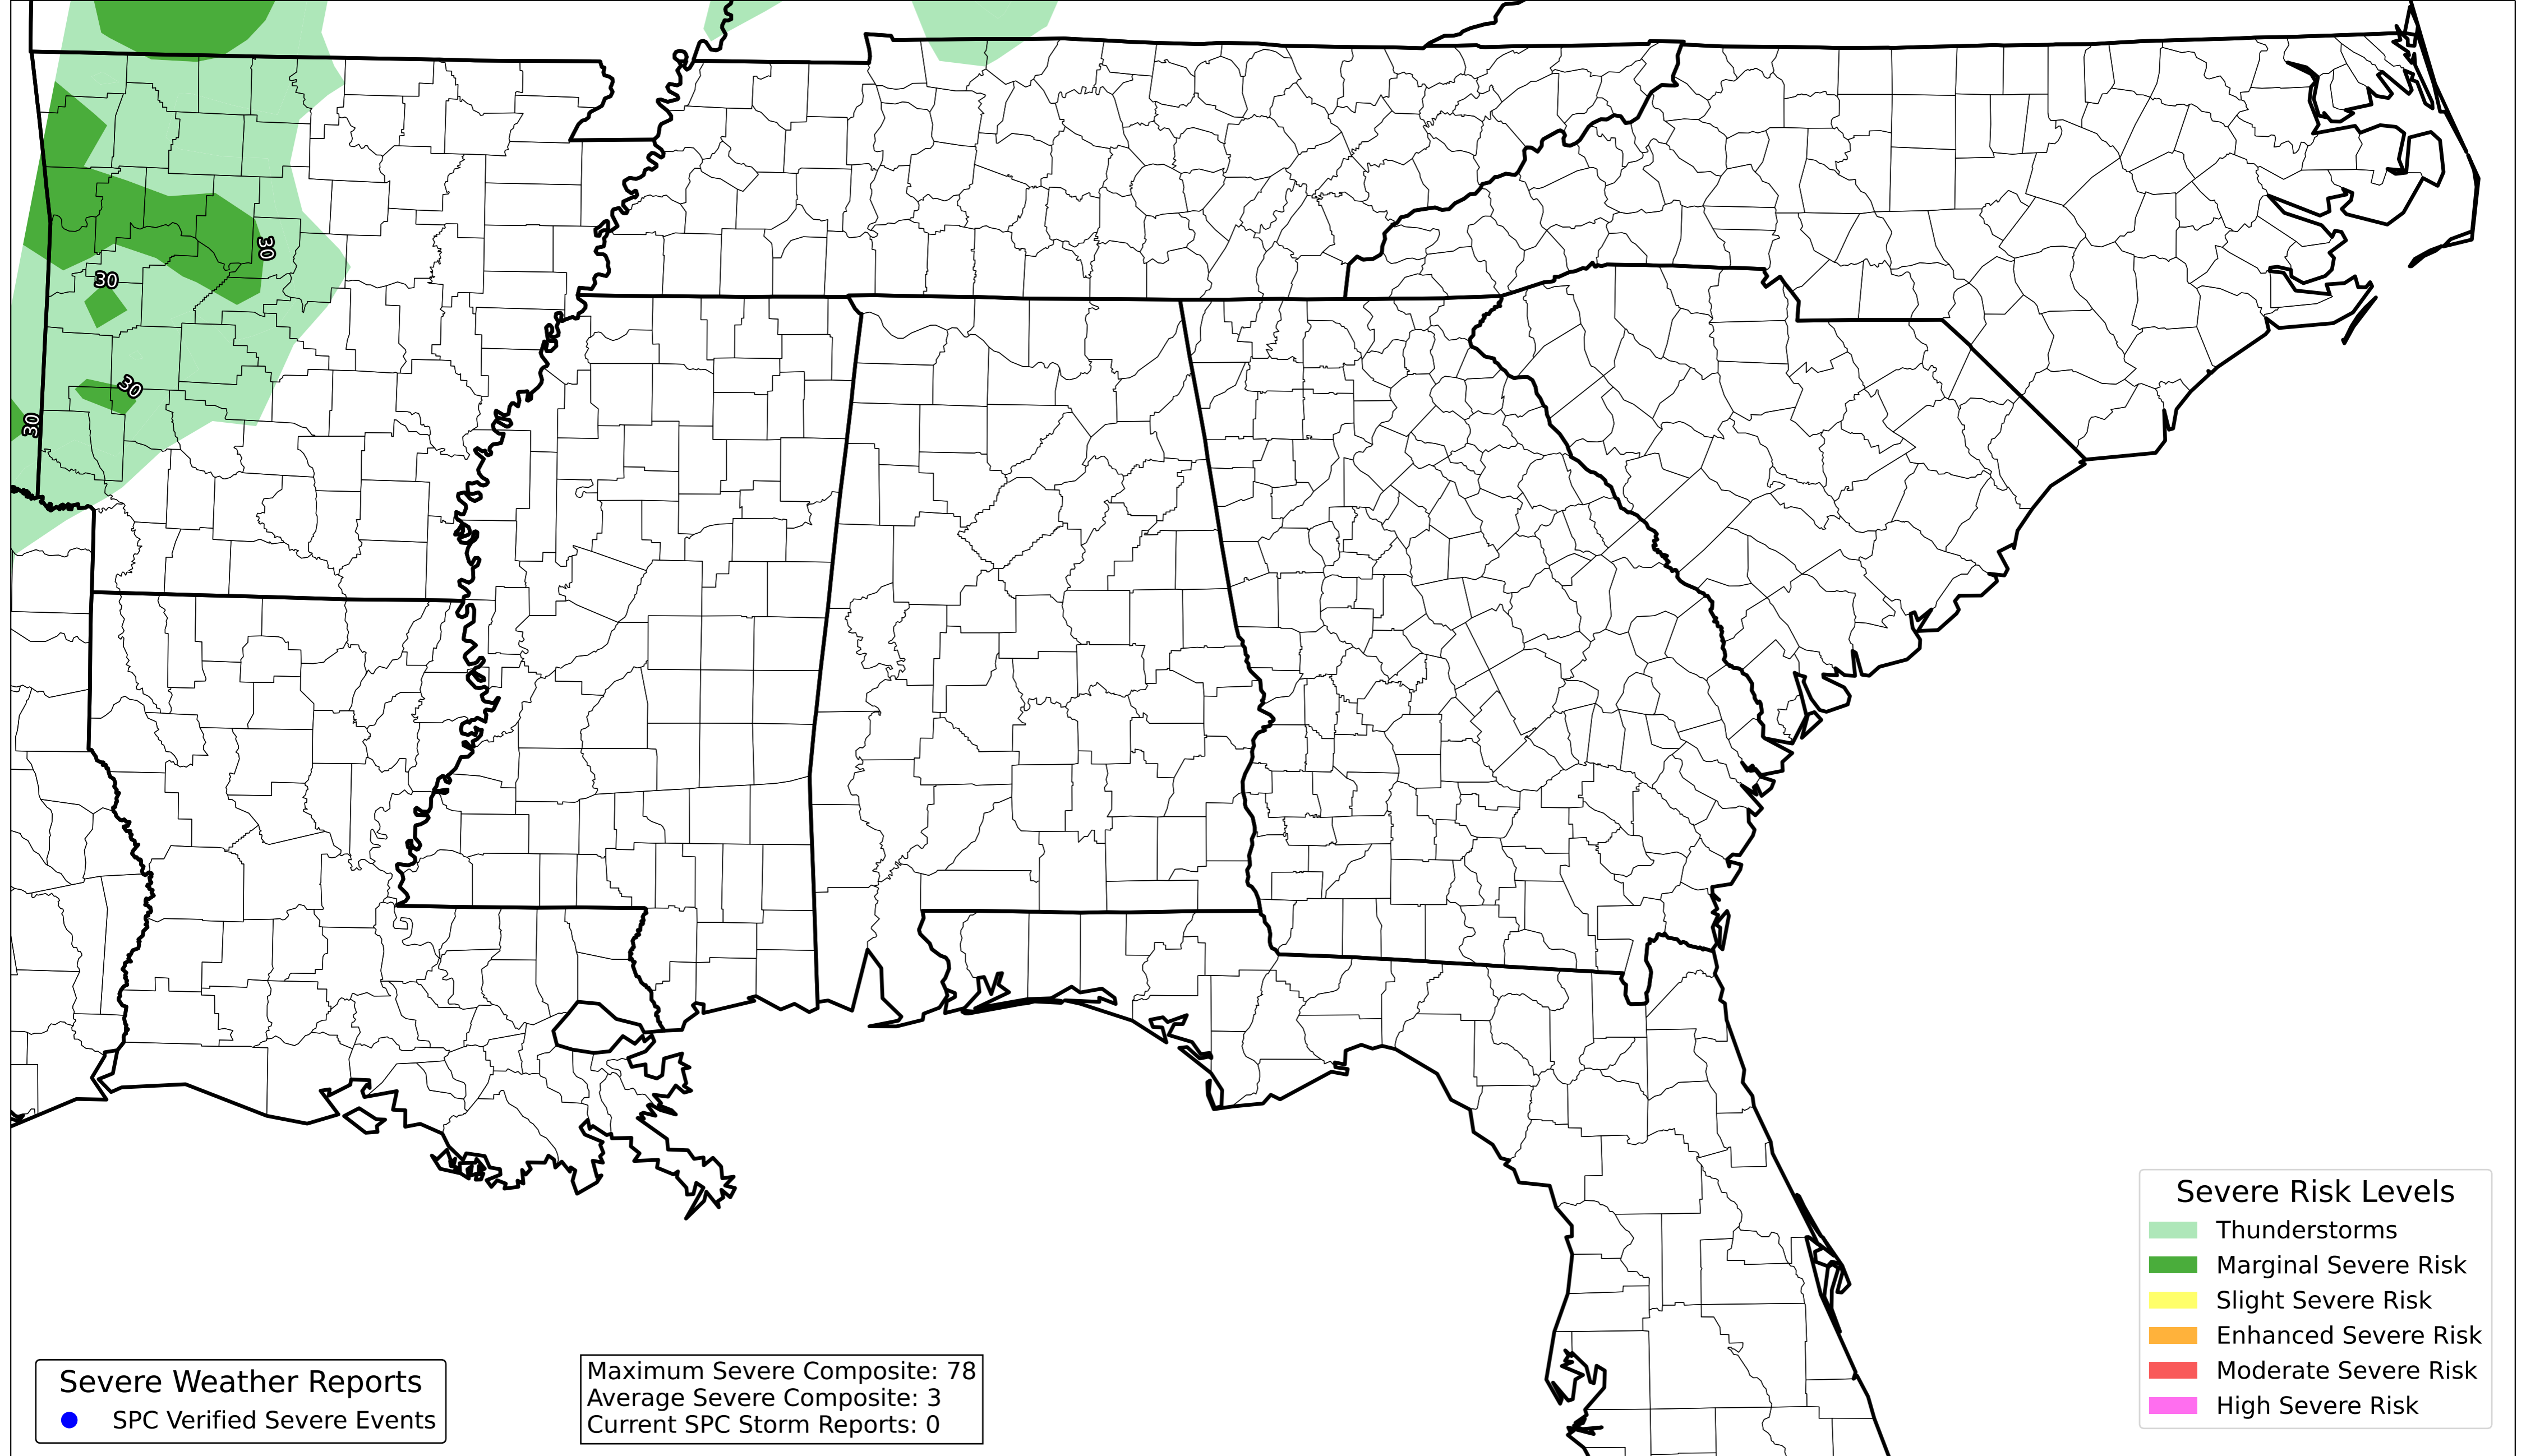 30
30
30
30
Severe Risk Levels
Thunderstorms
Marginal Severe Risk
Slight Severe Risk
Enhanced Severe Risk
Moderate Severe Risk
High Severe Risk
Severe Weather Reports
SPC Verified Severe Events
Maximum Severe Composite: 78
Average Severe Composite: 3
Current SPC Storm Reports: 0